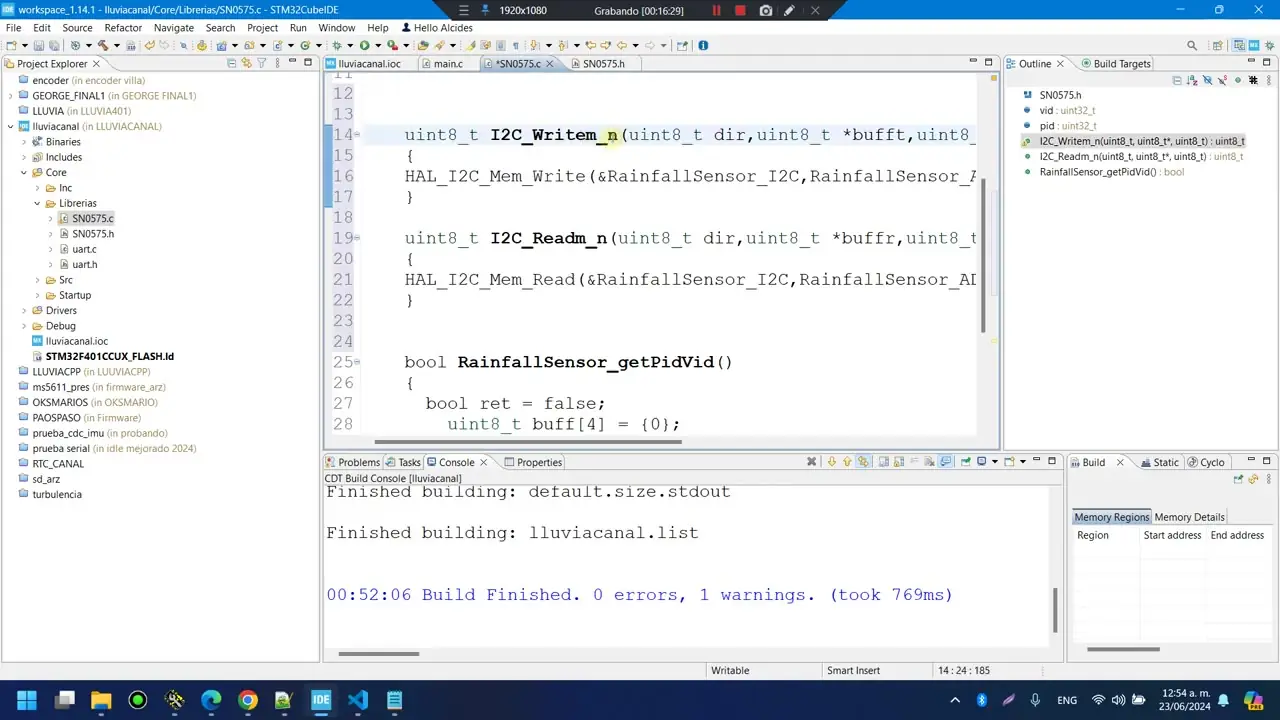 workspace_1.14.1 - lluviacanal/Core/Librerias/SN0575.c - STM32CubeIDE
1920x1080
Grabando [00:16:29]
File Edit Source Refactor Navigate Search Project Run Window Help Hello Alcides
Project Explorer
encoder (in encoder villa)
GEORGE_FINAL1 (in GEORGE FINAL1)
LLUVIA (in LLUVIA401)
lluviacanal (in LLUVIACANAL)
Binaries
Includes
Core
Inc
Librerias
SN0575.c
SN0575.h
uart.c
uart.h
Src
Startup
Drivers
Debug
lluviacanal.ioc
STM32F401CCUX_FLASH.ld
LLUVIACPP (in LUUVIACPP)
ms5611_pres (in firmware_arz)
OKSMARIOS (in OKSMARIO)
PAOSPASO (in Firmware)
prueba_cdc_imu (in probando)
prueba serial (in idle mejorado 2024)
RTC_CANAL
sd_arz
turbulencia
lluviacanal.ioc main.c *SN0575.c SN0575.h
11
12
13
14 uint8_t I2C_Writem_n(uint8_t dir,uint8_t *bufft,uint8_
15 {
16 HAL_I2C_Mem_Write(&RainfallSensor_I2C,RainfallSensor_A
17 }
18
19 uint8_t I2C_Readm_n(uint8_t dir,uint8_t *buffr,uint8_t
20 {
21 HAL_I2C_Mem_Read(&RainfallSensor_I2C,RainfallSensor_AD
22 }
23
24
25 bool RainfallSensor_getPidVid()
26 {
27 bool ret = false;
28 uint8_t buff[4] = {0};
Outline Build Targets
SN0575.h
vid : uint32_t
pid : uint32_t
I2C_Writem_n(uint8_t, uint8_t*, uint8_t) : uint8_t
I2C_Readm_n(uint8_t, uint8_t*, uint8_t) : uint8_t
RainfallSensor_getPidVid() : bool
Problems Tasks Console Properties
CDT Build Console [lluviacanal]
Finished building: default.size.stdout
Finished building: lluviacanal.list
00:52:06 Build Finished. 0 errors, 1 warnings. (took 769ms)
Build Static Cyclo
Memory Regions Memory Details
Region Start address End address
Writable Smart Insert 14 : 24 : 185
IDE
ENG
12:54 a. m.
23/06/2024